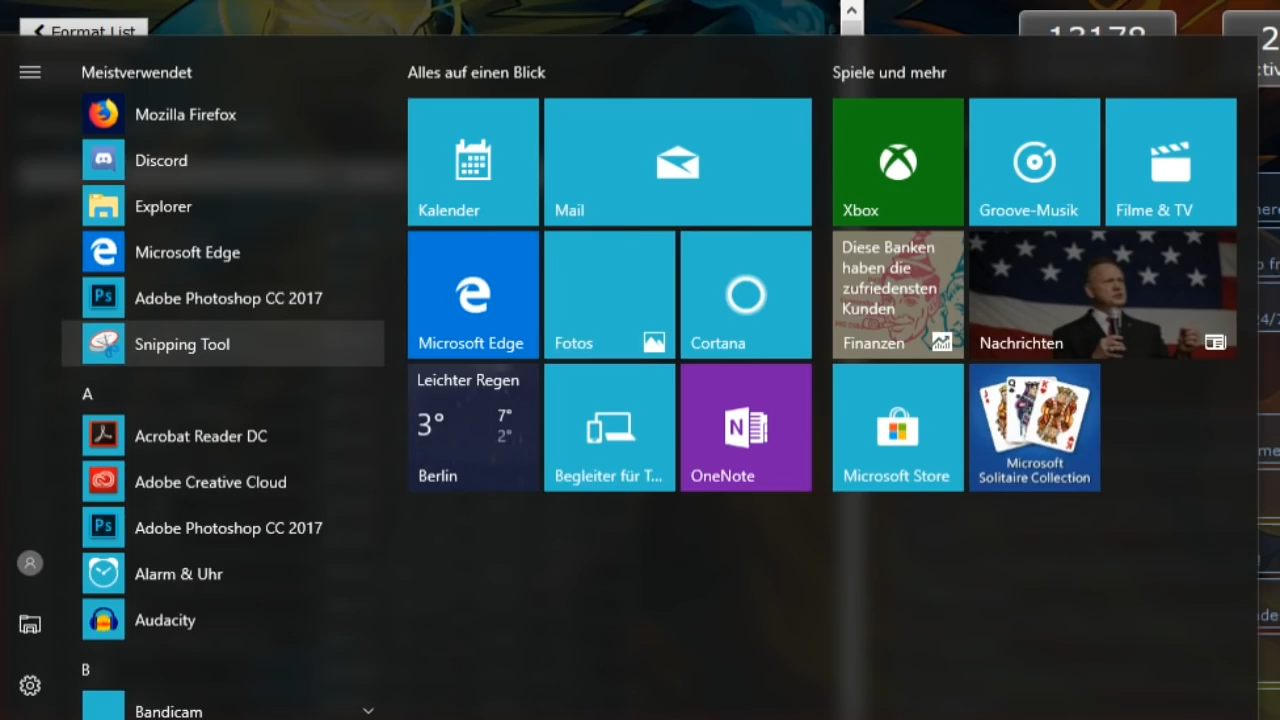 Format List
13178
Meistverwendet
Mozilla Firefox
Discord
Explorer
Microsoft Edge
Adobe Photoshop CC 2017
Snipping Tool
A
Acrobat Reader DC
Adobe Creative Cloud
Adobe Photoshop CC 2017
Alarm & Uhr
Audacity
B
Bandicam
Alles auf einen Blick
Kalender
Mail
Microsoft Edge
Fotos
Cortana
Leichter Regen
3°
7°
2°
Berlin
Begleiter für T...
OneNote
Spiele und mehr
Xbox
Groove-Musik
Filme & TV
Diese Banken
haben die
zufriedensten
Kunden
Finanzen
Nachrichten
Microsoft Store
Microsoft
Solitaire Collection